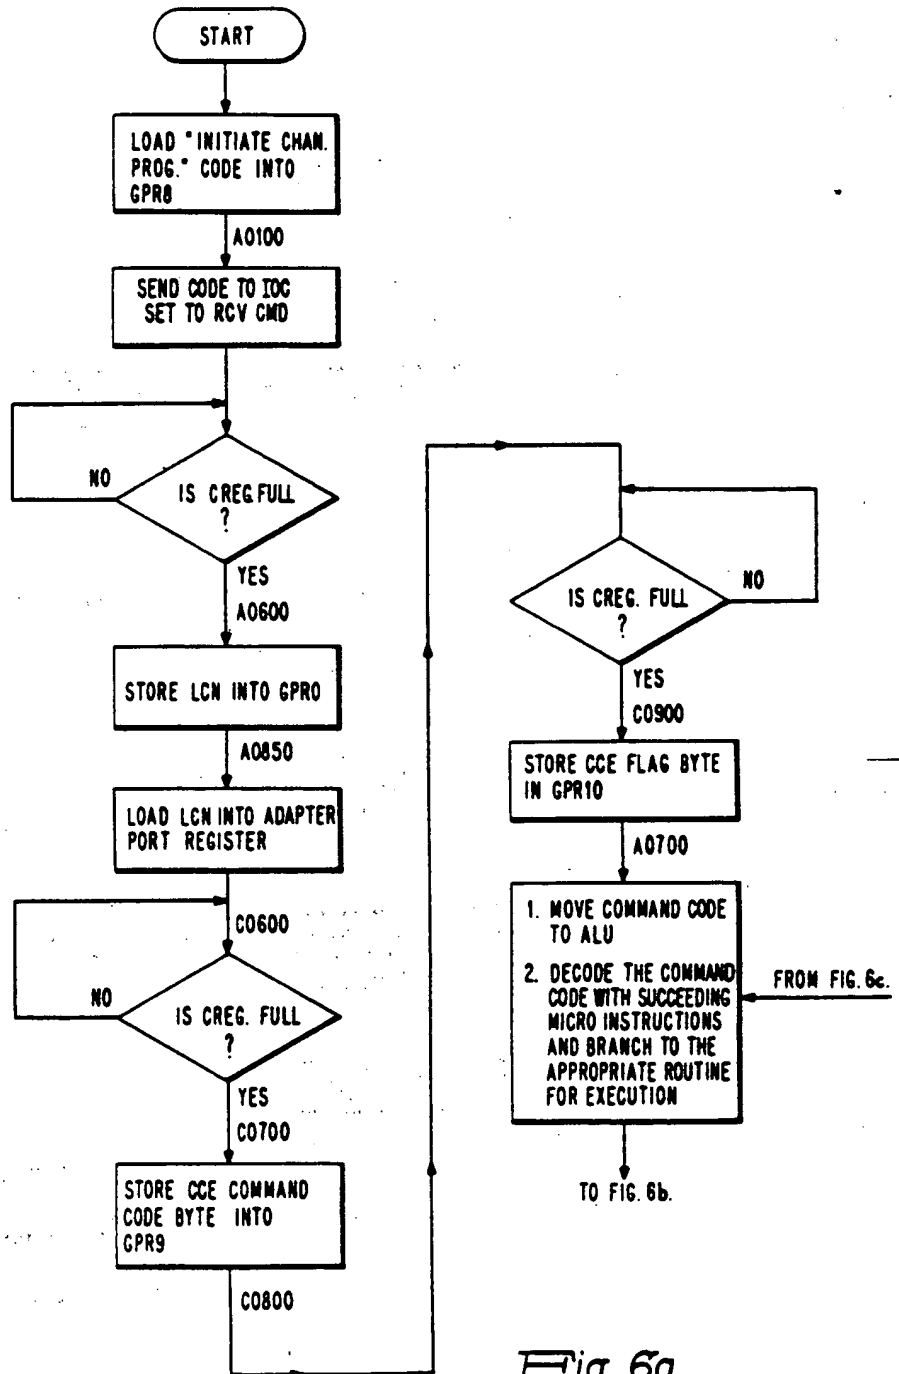 START
LOAD "INITIATE CHAN.
PROG." CODE INTO
GPR8
A0100
SEND CODE TO IOC
SET TO RCV CMD
NO
IS CREG FULL
?
YES
A0600
STORE LCN INTO GPR0
A0850
LOAD LCN INTO ADAPTER
PORT REGISTER
C0600
NO
IS CREG. FULL
?
YES
C0700
STORE CCE COMMAND
CODE BYTE INTO
GPR9
C0800
NO
IS CREG. FULL
?
YES
C0900
STORE CCE FLAG BYTE
IN GPR10
A0700
1. MOVE COMMAND CODE
TO ALU
2. DECODE THE COMMAND
CODE WITH SUCCEEDING
MICRO INSTRUCTIONS
AND BRANCH TO THE
APPROPRIATE ROUTINE
FOR EXECUTION
FROM FIG. 6c.
TO FIG. 6b.
Fig. 6a